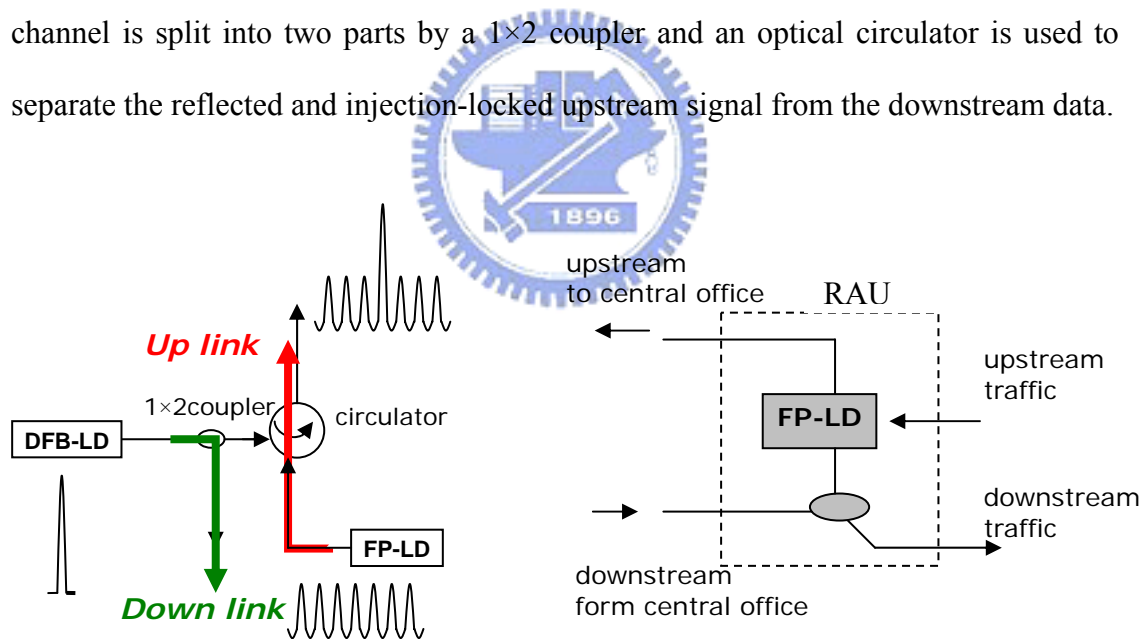 channel is split into two parts by a 1×2 coupler and an optical circulator is used to
separate the reflected and injection-locked upstream signal from the downstream data.
1896
Up link
1×2coupler
circulator
DFB-LD
FP-LD
Down link
upstream
to central office
RAU
upstream
traffic
FP-LD
downstream
traffic
downstream
form central office